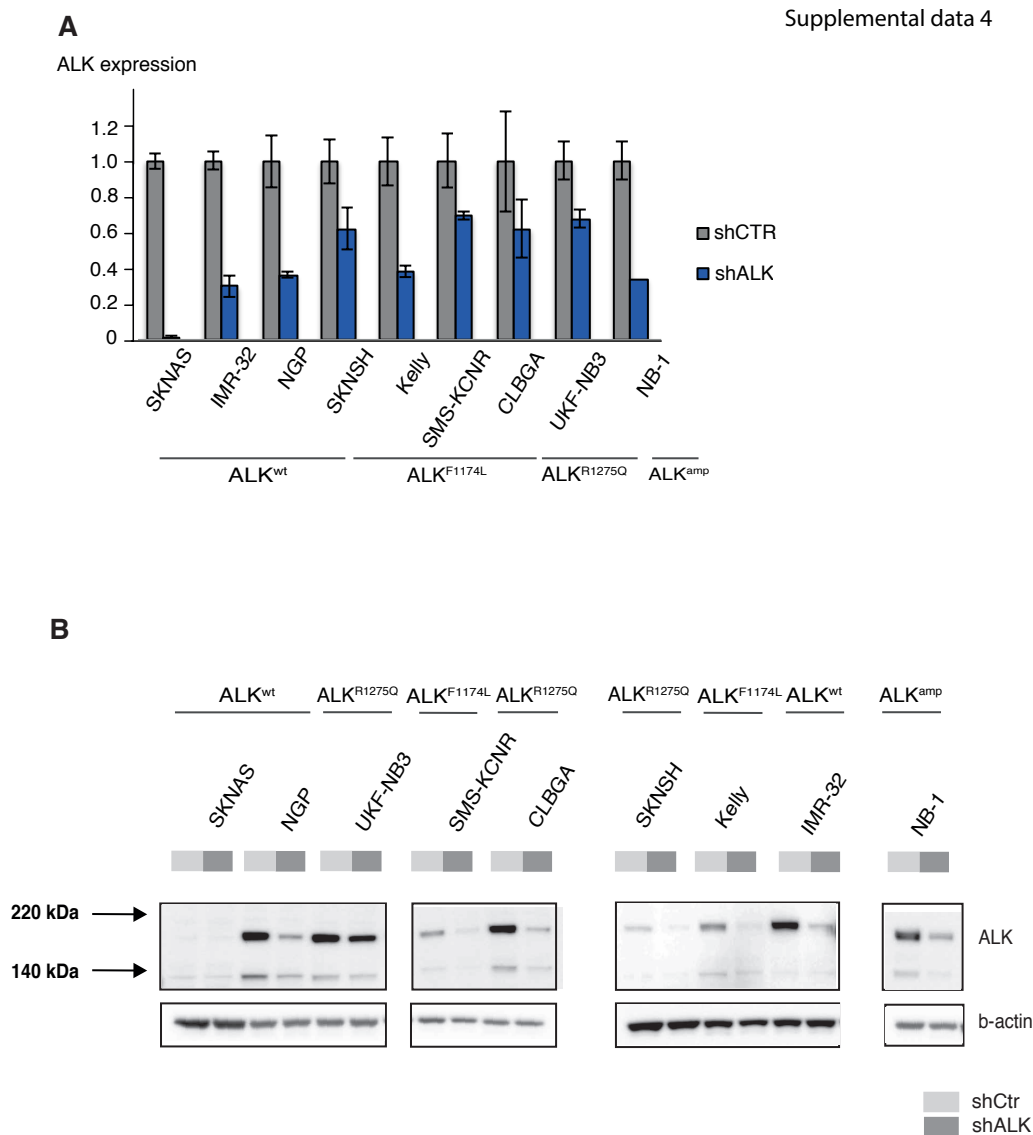 Supplemental data 4
A
ALK expression
1.2
1.0
0.8
0.6
0.4
0.2
0
shCTR
shALK
SKNAS
IMR-32
NGP
SKNSH
Kelly
SMS-KCNR
CLBGA
UKF-NB3
NB-1
ALKwt
ALKF1174L
ALKR1275Q
ALKamp
B
ALKwt ALKR1275Q ALKF1174L ALKR1275Q ALKR1275Q ALKF1174L ALKwt ALKamp
SKNAS
NGP
UKF-NB3
SMS-KCNR
CLBGA
SKNSH
Kelly
IMR-32
NB-1
220 kDa
140 kDa
ALK
b-actin
shCtr
shALK